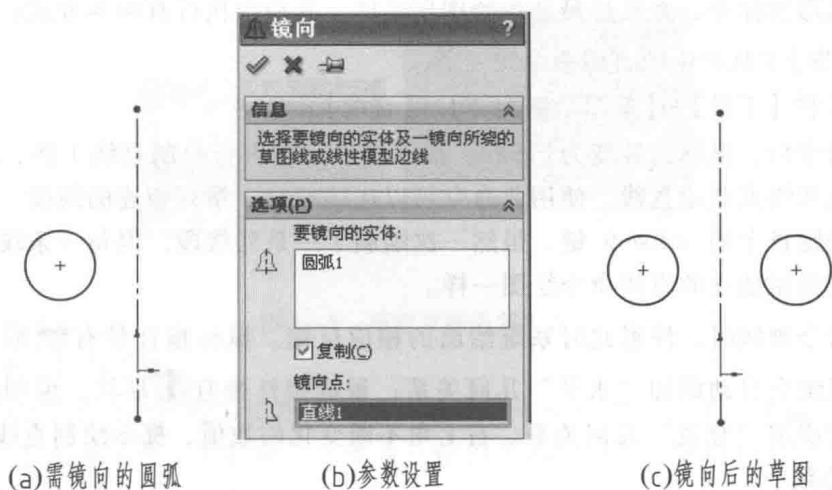 镜向 ?
信息
选择要镜向的实体及一镜向所绕的
草图线或线性模型边线
选项(P)
要镜向的实体:
圆弧1
复制(C)
镜向点:
直线1
(a)需镜向的圆弧 (b)参数设置 (c)镜向后的草图